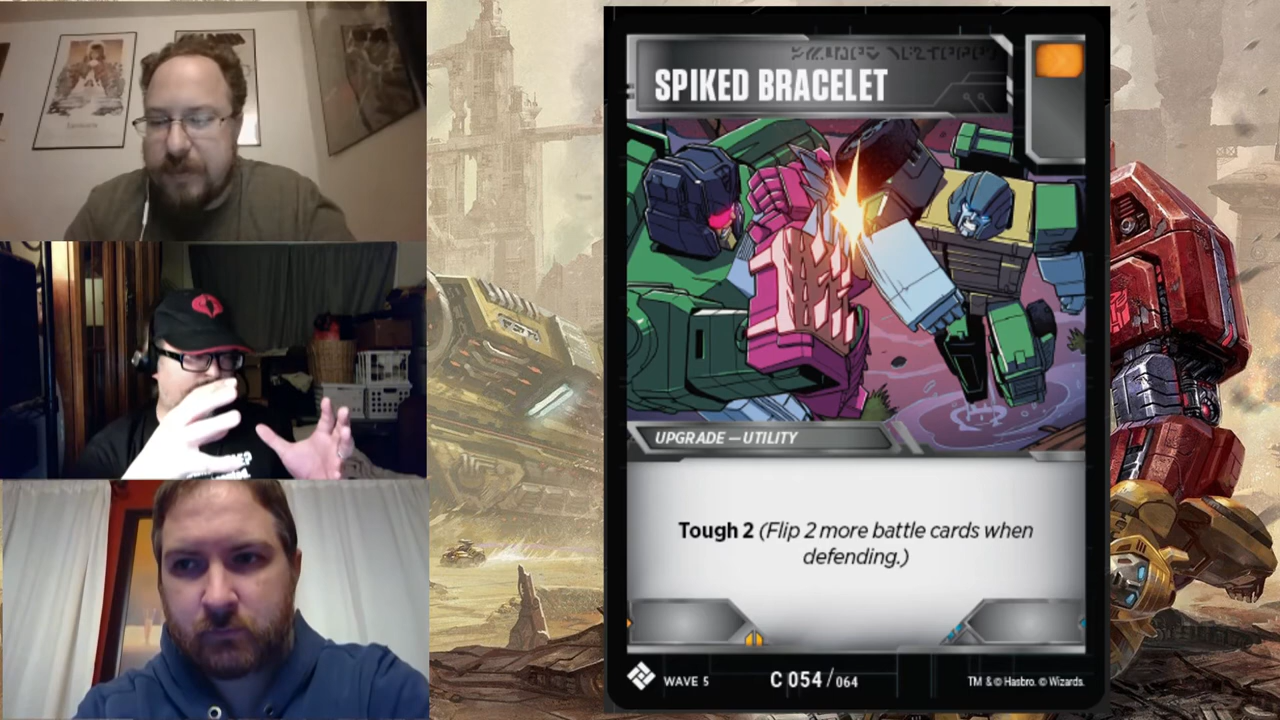 SPIKED BRACELET
UPGRADE — UTILITY
Tough 2 (Flip 2 more battle cards when
defending.)
WAVE 5
C 054/064
TM & © Hasbro. © Wizards.